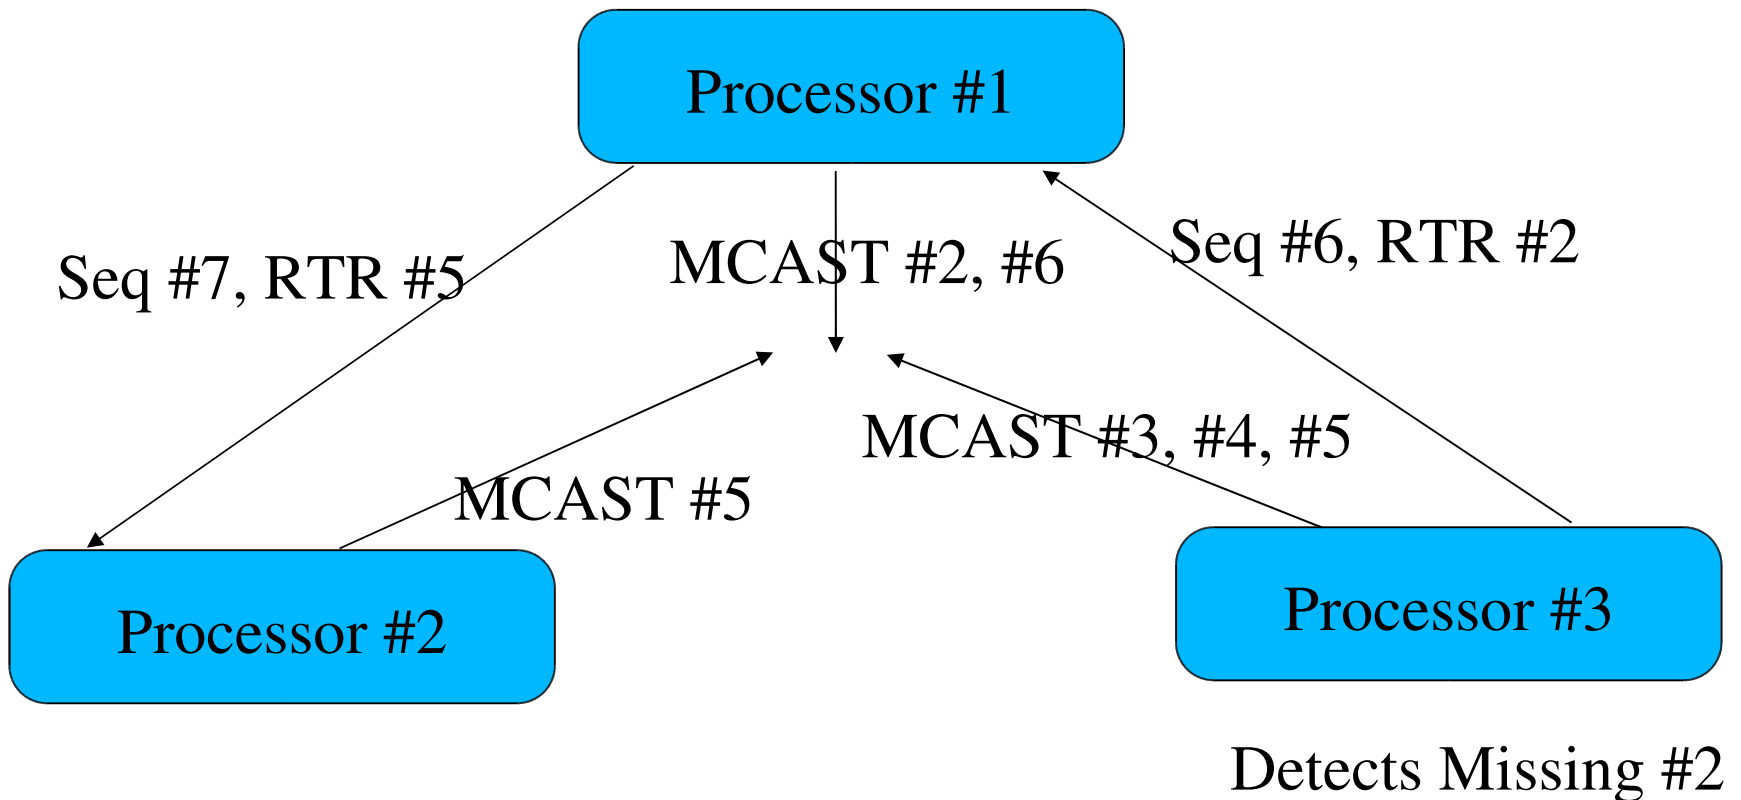 Processor #1
Seq #6, RTR #2
MCAST #2, #6
Seq #7, RTR #5
MCAST #3, #4, #5
MCAST #5
Processor #3
Processor #2
Detects Missing #2